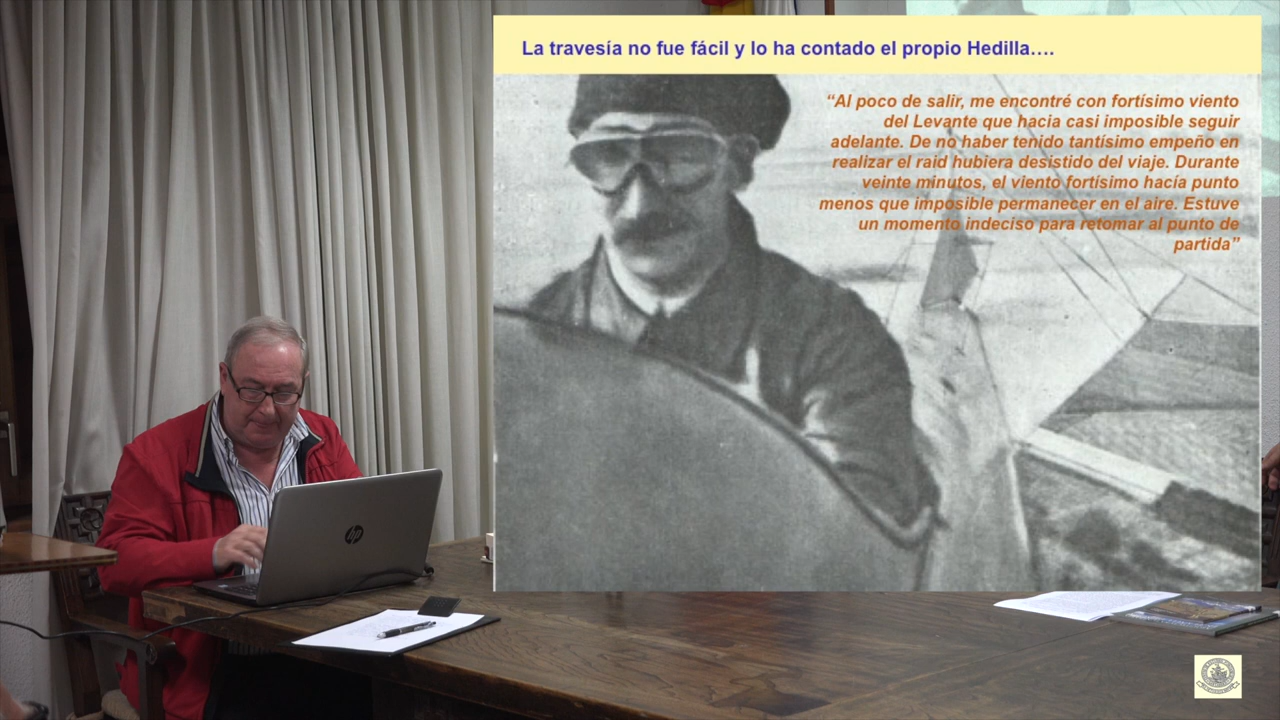 La travesía no fue fácil y lo ha contado el propio Hedilla….
“Al poco de salir, me encontré con fortísimo viento
del Levante que hacia casi imposible seguir
adelante. De no haber tenido tantísimo empeño en
realizar el raid hubiera desistido del viaje. Durante
veinte minutos, el viento fortísimo hacía punto
menos que imposible permanecer en el aire. Estuve
un momento indeciso para retomar al punto de
partida”
hp